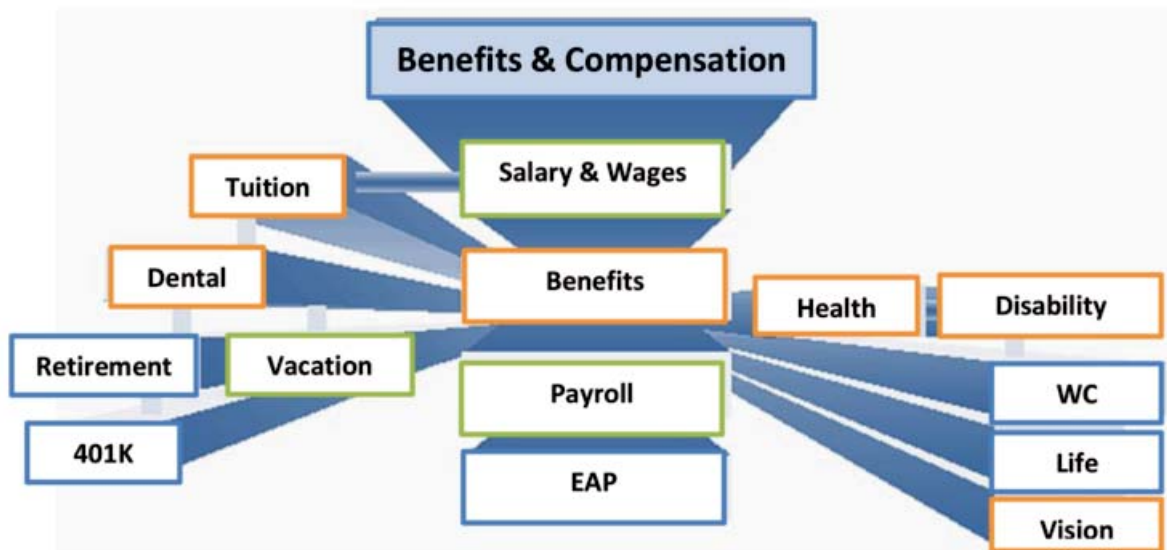 Benefits & Compensation
Salary & Wages
Tuition
Benefits
Dental
Health
Disability
Retirement
Vacation
Payroll
WC
401K
EAP
Life
Vision